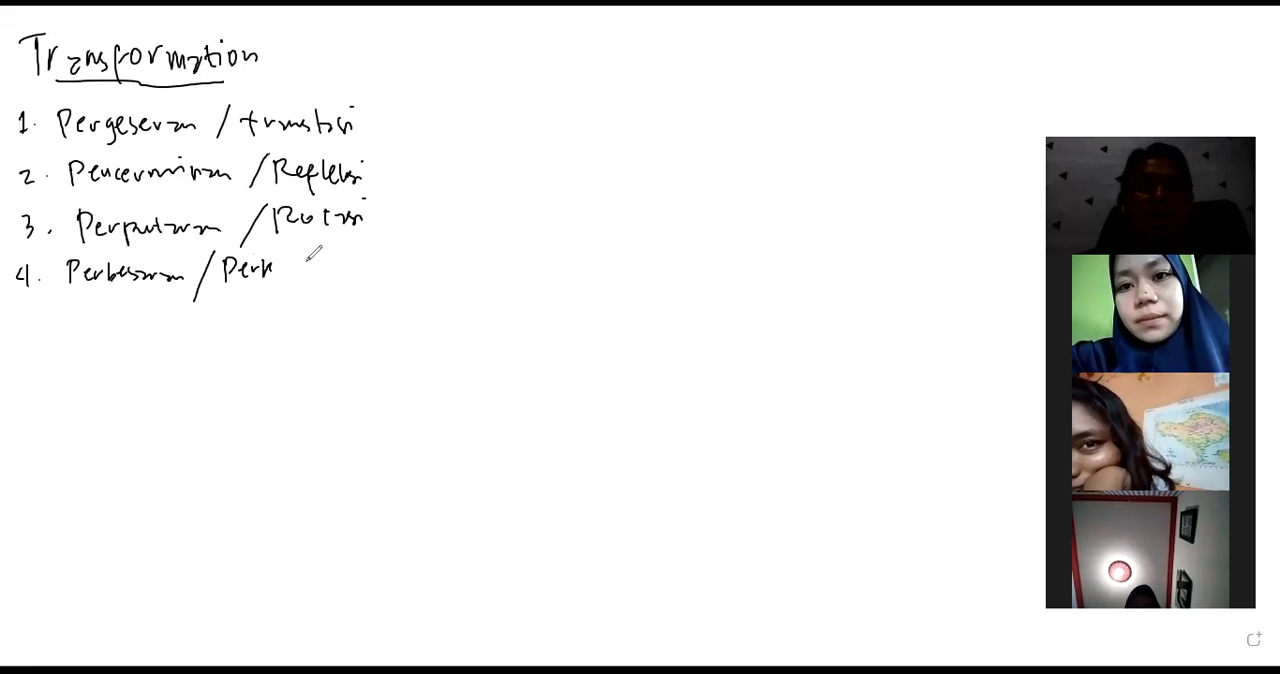 Transformation
1. Pergeseran / translasi
2. Pencerminan / Refleksi
3. Perputaran / Rotasi
4. Perbesaran / Perk